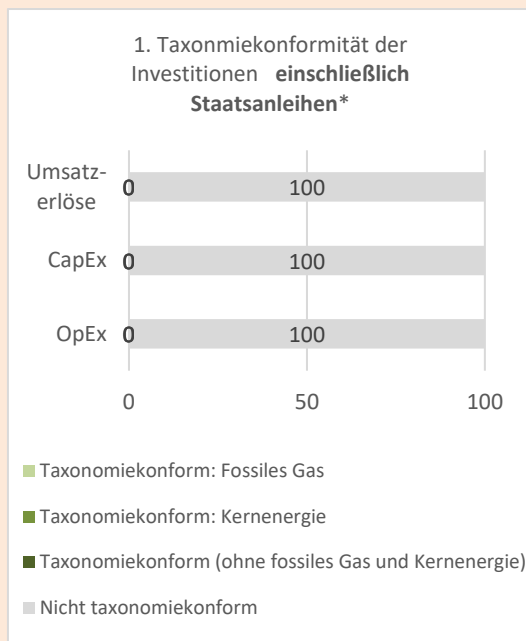 1. Taxonmiekonformität der
Investitionen einschließlich
Staatsanleihen*
Umsatz-
erlöse
0 100
CapEx 0 100
OpEx 0 100
0 50 100
Taxonomiekonform: Fossiles Gas
Taxonomiekonform: Kernenergie
Taxonomiekonform (ohne fossiles Gas und Kernenergie)
Nicht taxonomiekonform